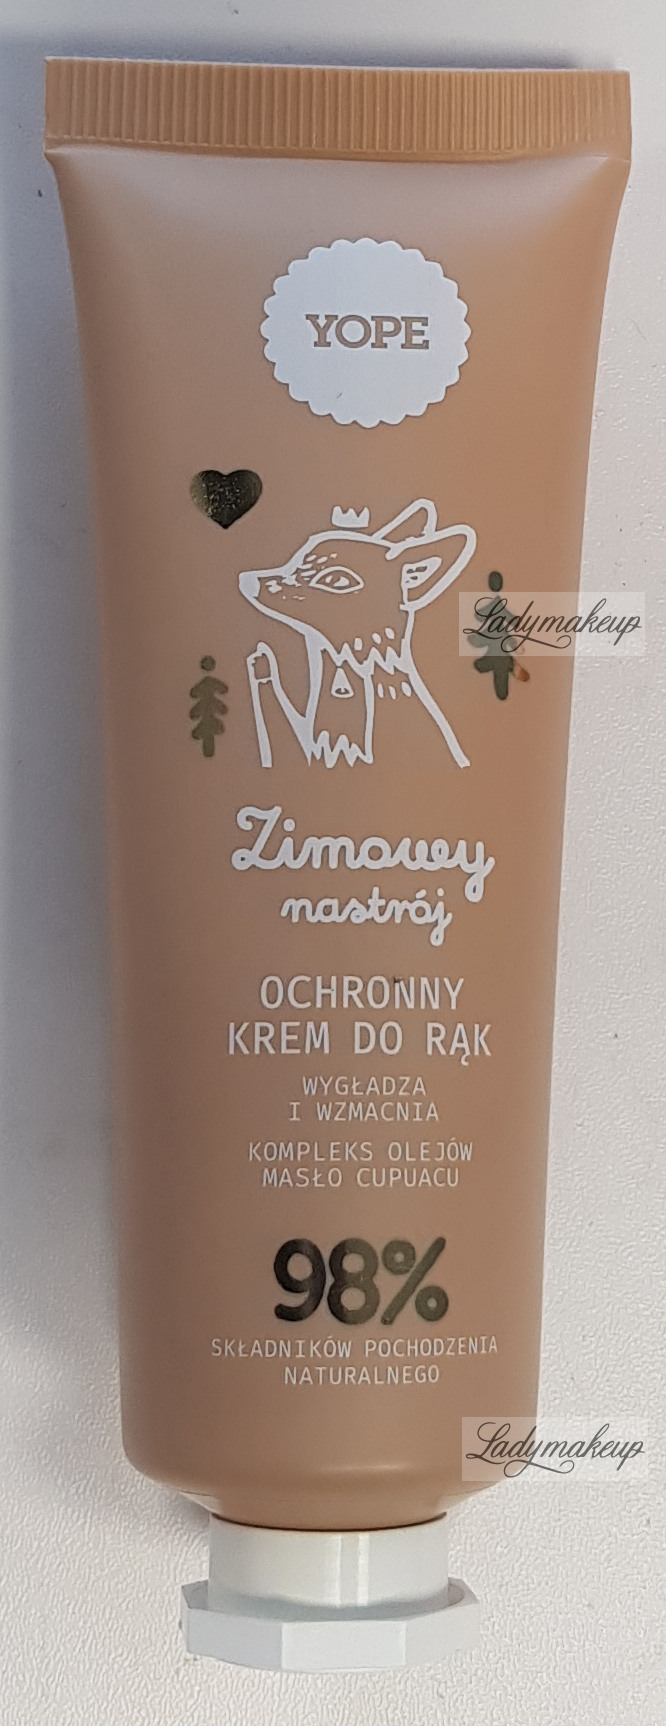 YOPE
Ladymakeup
Zimowy
nastrój
OCHRONNY
KREM DO RĄK
WYGŁADZA
I WZMACNIA
KOMPLEKS OLEJÓW
MASŁO CUPUACU
98%
SKŁADNIKÓW POCHODZENIA
NATURALNEGO
Ladymakeup